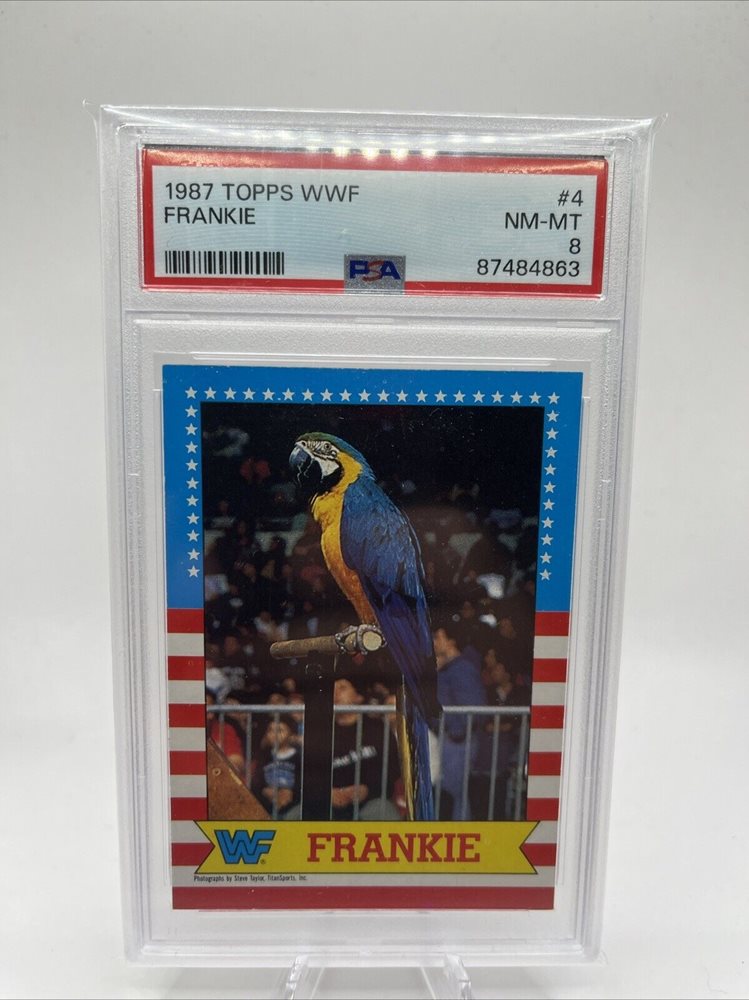 1987 TOPPS WWF #4
FRANKIE NM-MT
8
PSA 87484863
WF FRANKIE
Photographs by Steve Taylor, TitanSports, Inc.